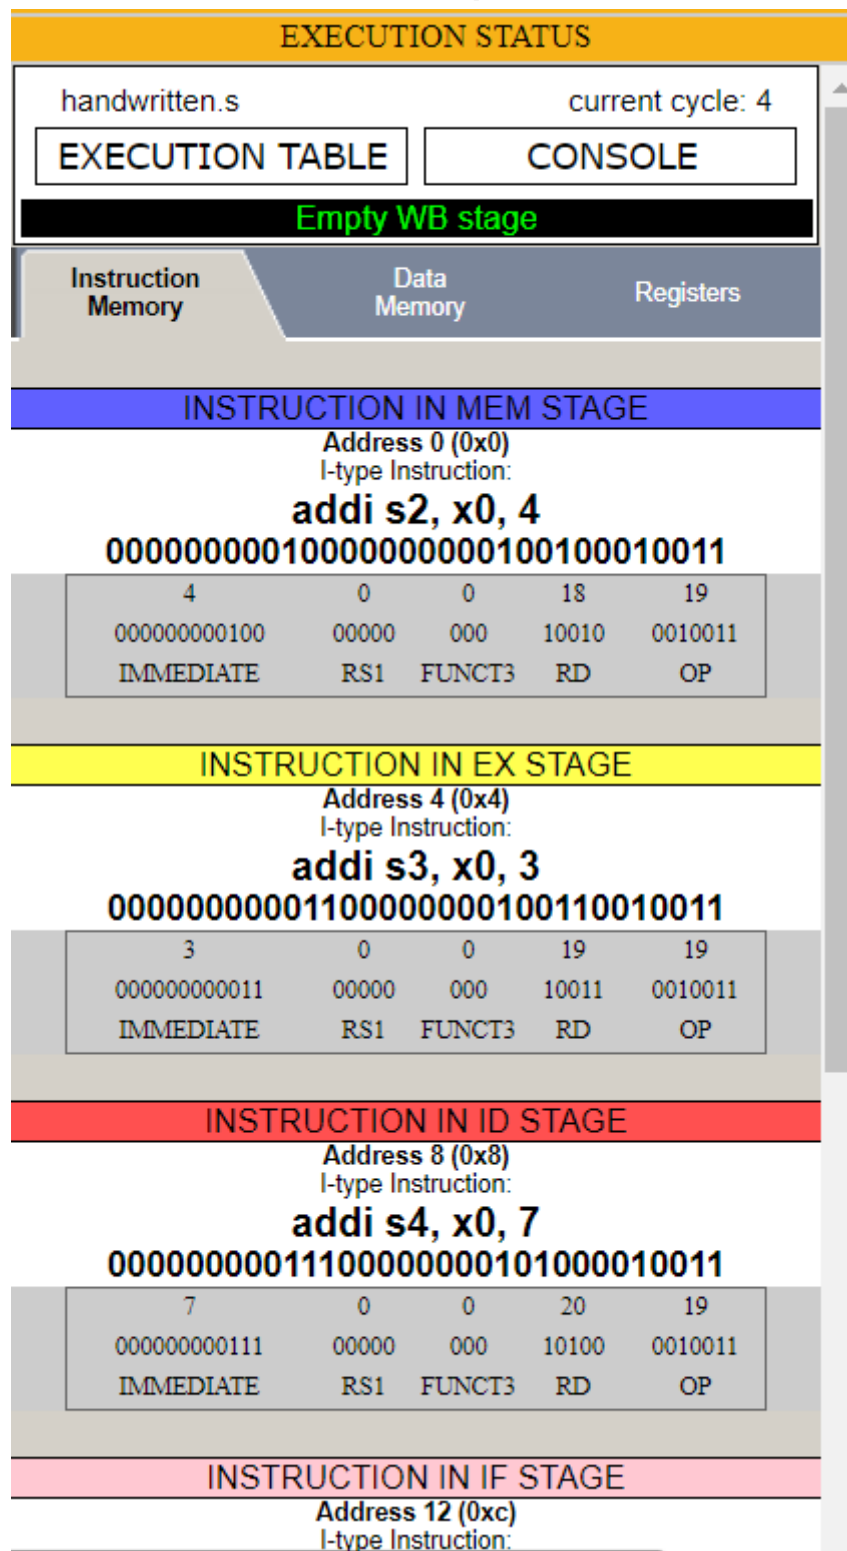 EXECUTION STATUS
handwritten.s current cycle: 4
EXECUTION TABLE CONSOLE
Empty WB stage
Instruction Memory Data Memory Registers
INSTRUCTION IN MEM STAGE
Address 0 (0x0)
I-type Instruction:
addi s2, x0, 4
00000000010000000000100100010011
4 0 0 18 19
000000000100 00000 000 10010 0010011
IMMEDIATE RS1 FUNCT3 RD OP
INSTRUCTION IN EX STAGE
Address 4 (0x4)
I-type Instruction:
addi s3, x0, 3
00000000001100000000100110010011
3 0 0 19 19
000000000011 00000 000 10011 0010011
IMMEDIATE RS1 FUNCT3 RD OP
INSTRUCTION IN ID STAGE
Address 8 (0x8)
I-type Instruction:
addi s4, x0, 7
00000000011100000000101000010011
7 0 0 20 19
000000000111 00000 000 10100 0010011
IMMEDIATE RS1 FUNCT3 RD OP
INSTRUCTION IN IF STAGE
Address 12 (0xc)
I-type Instruction: